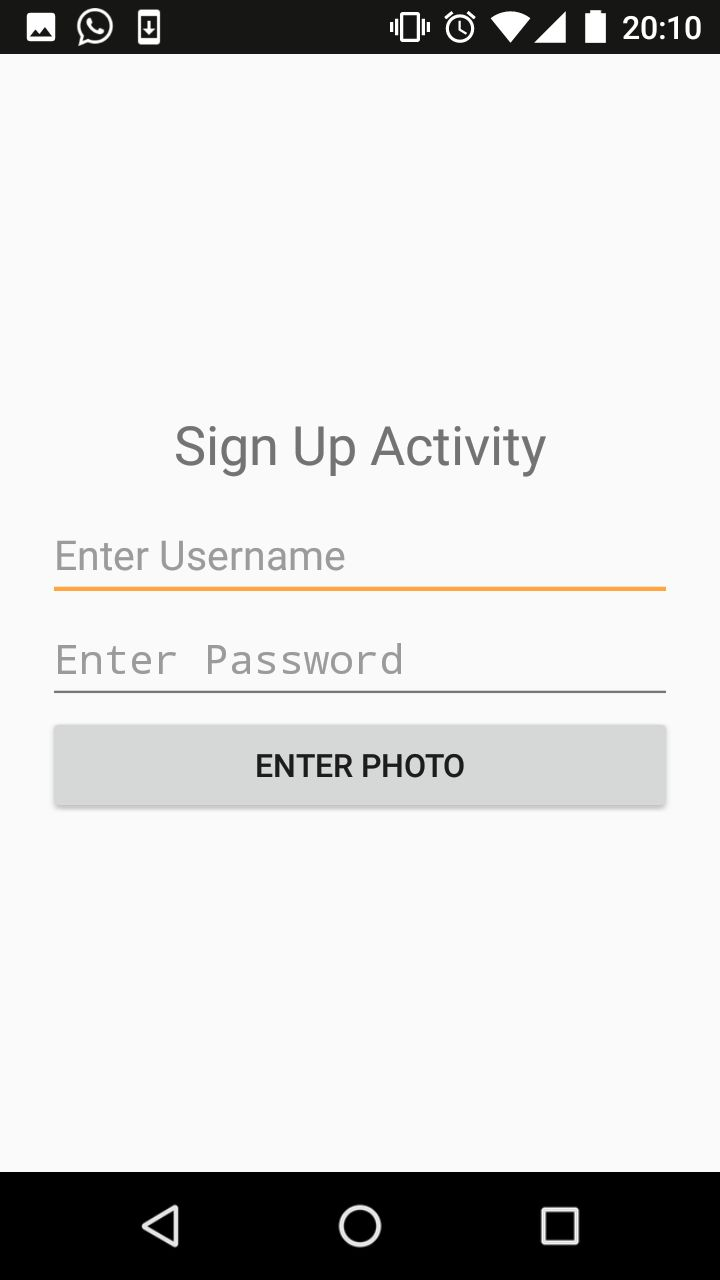 20:10
Sign Up Activity
Enter Username
Enter Password
ENTER PHOTO